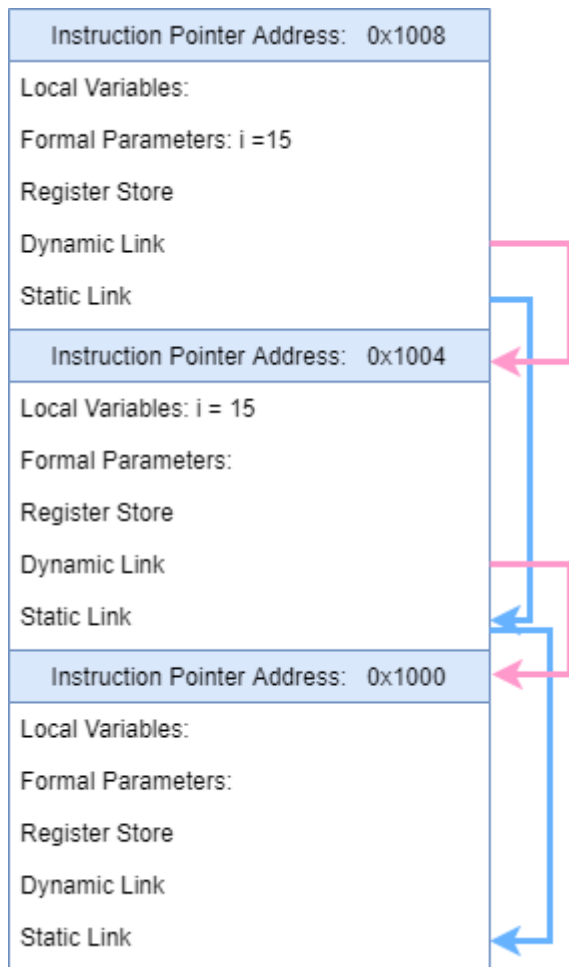 Instruction Pointer Address: 0x1008
Local Variables:
Formal Parameters: i =15
Register Store
Dynamic Link
Static Link
Instruction Pointer Address: 0x1004
Local Variables: i = 15
Formal Parameters:
Register Store
Dynamic Link
Static Link
Instruction Pointer Address: 0x1000
Local Variables:
Formal Parameters:
Register Store
Dynamic Link
Static Link